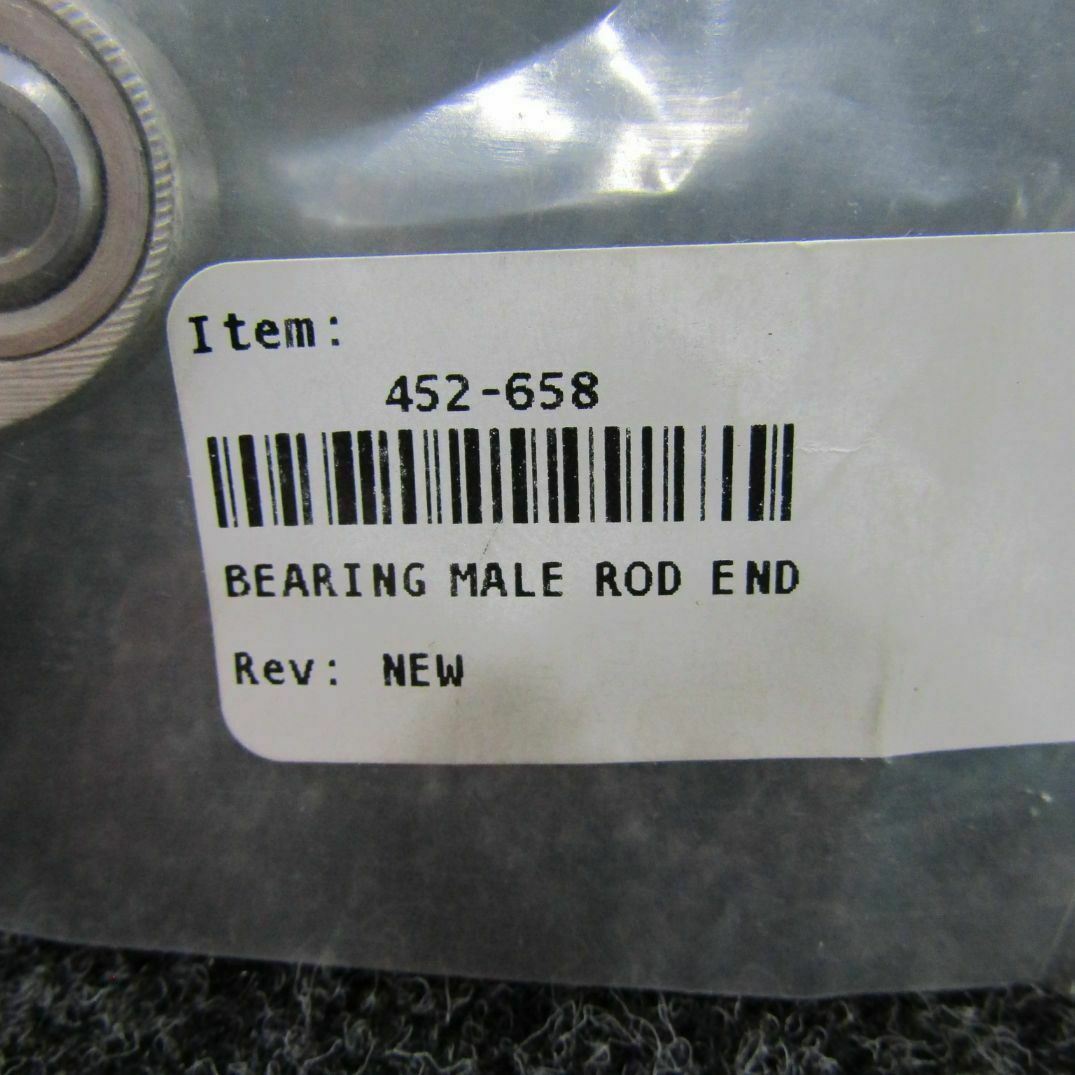 Item:
452-658
BEARING MALE ROD END
Rev: NEW